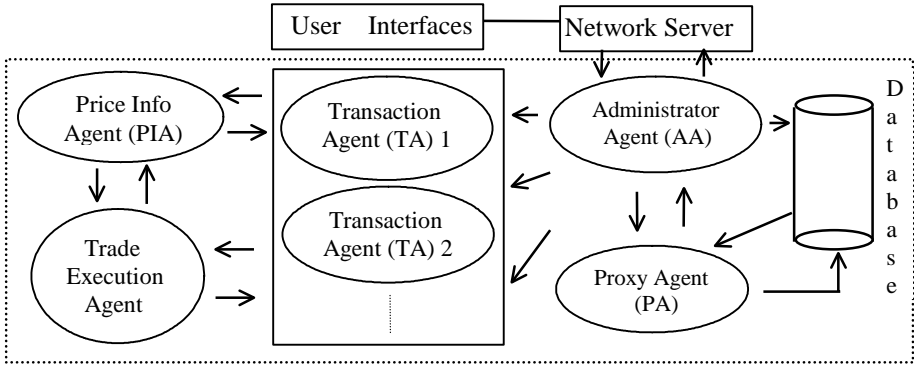 User Interfaces
Network Server
Price Info
Agent (PIA)
Transaction
Agent (TA) 1
Administrator
Agent (AA)
Transaction
Agent (TA) 2
Trade
Execution
Agent
Proxy Agent
(PA)
Database